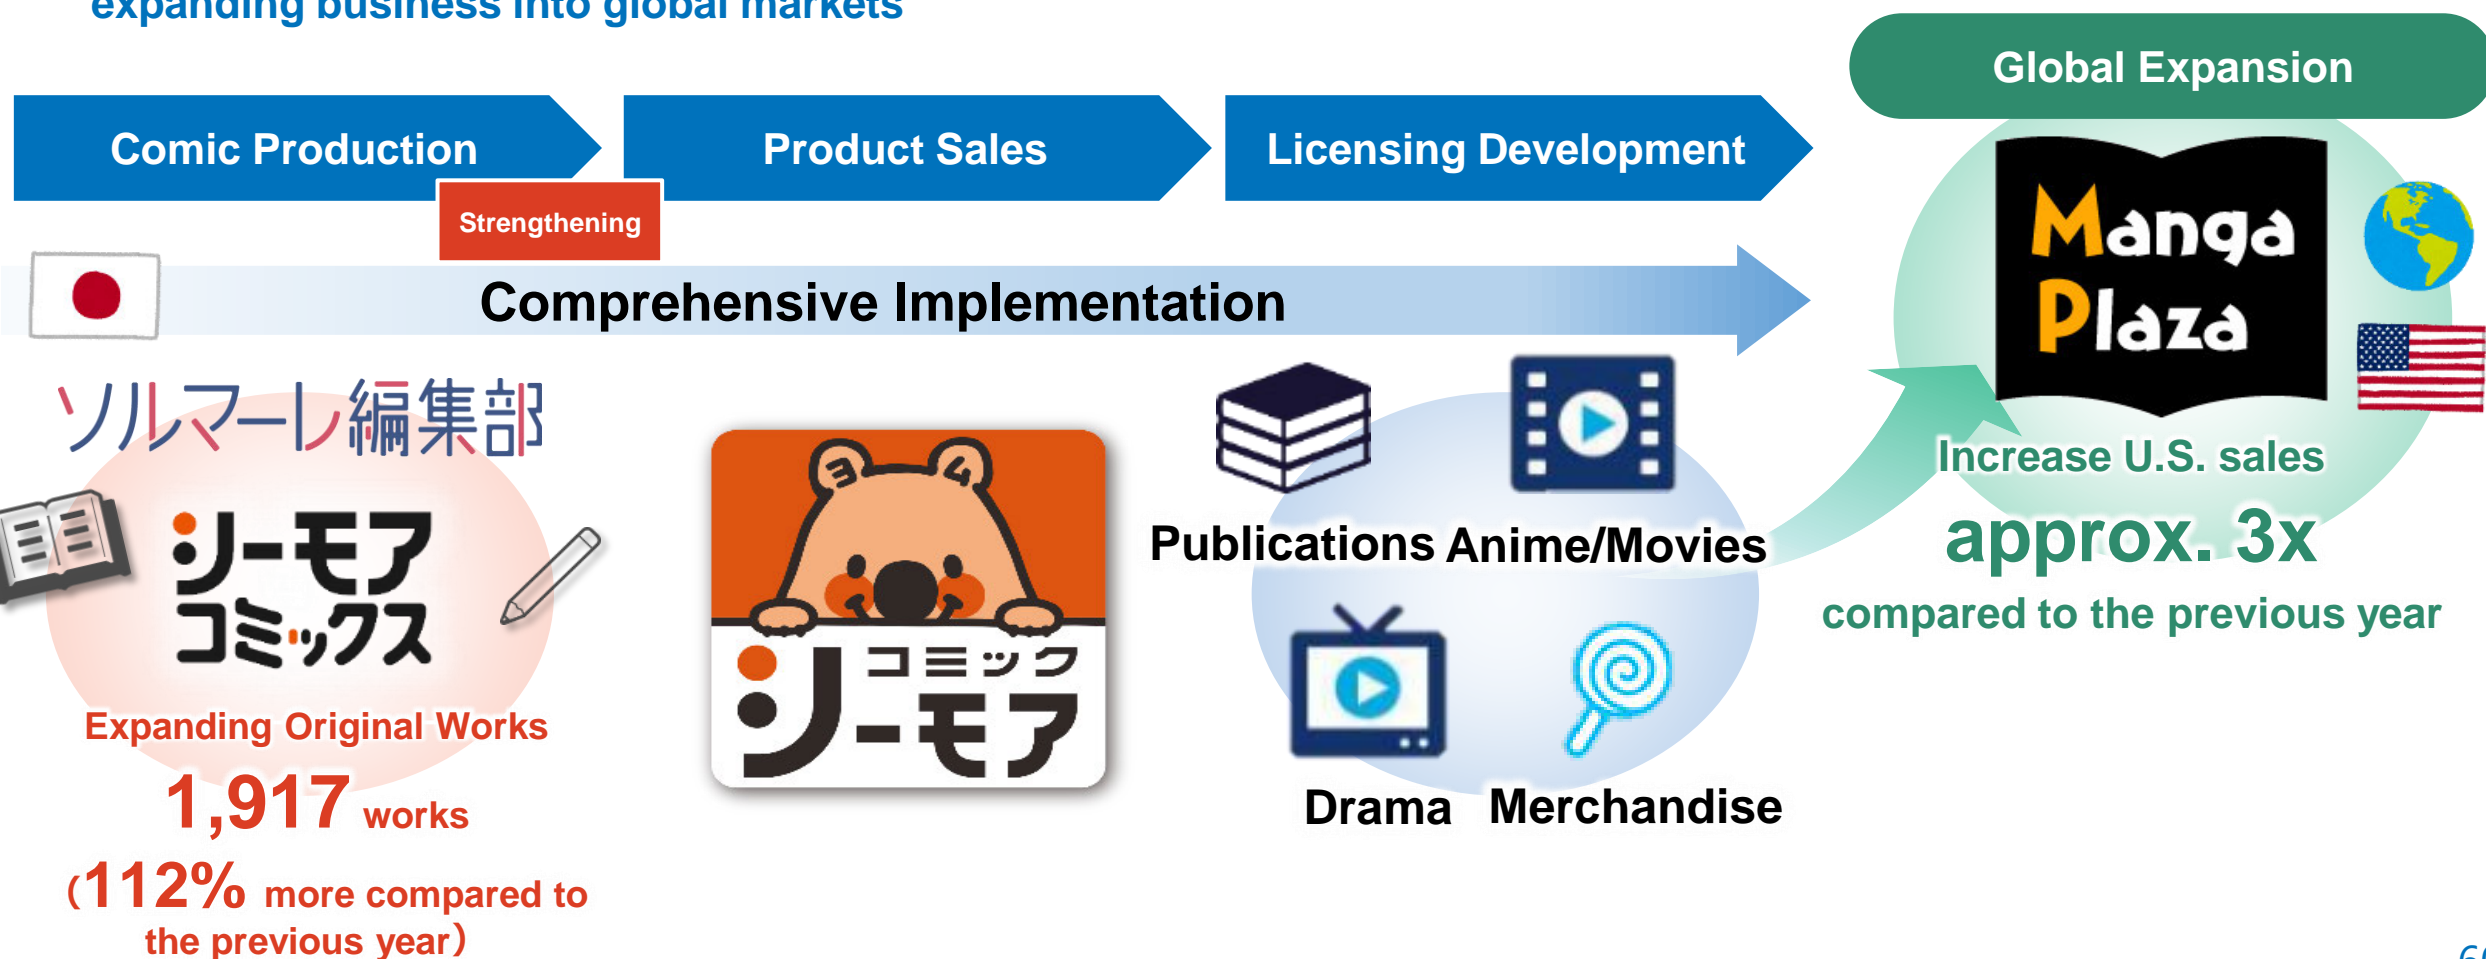 expanding business into global markets
Global Expansion
Comic Production
Product Sales
Licensing Development
Strengthening
Comprehensive Implementation
Manga
Plaza
ソルマーレ編集部
シーモア
コミックス
Expanding Original Works
1,917 works
(112% more compared to
the previous year)
3 4
コミック
シーモア
Publications
Anime/Movies
Drama
Merchandise
Increase U.S. sales
approx. 3x
compared to the previous year